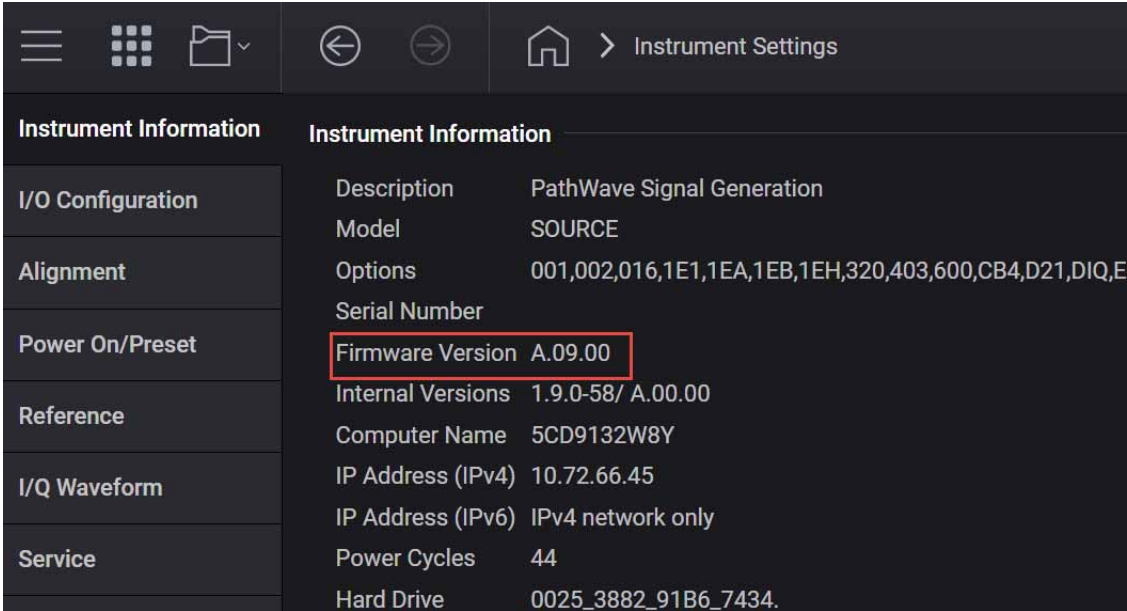 Instrument Settings
Instrument Information
I/O Configuration
Alignment
Power On/Preset
Reference
I/Q Waveform
Service
Instrument Information
Description PathWave Signal Generation
Model SOURCE
Options 001,002,016,1E1,1EA,1EB,1EH,320,403,600,CB4,D21,DIQ,E
Serial Number
Firmware Version A.09.00
Internal Versions 1.9.0-58/ A.00.00
Computer Name 5CD9132W8Y
IP Address (IPv4) 10.72.66.45
IP Address (IPv6) IPv4 network only
Power Cycles 44
Hard Drive 0025_3882_91B6_7434.